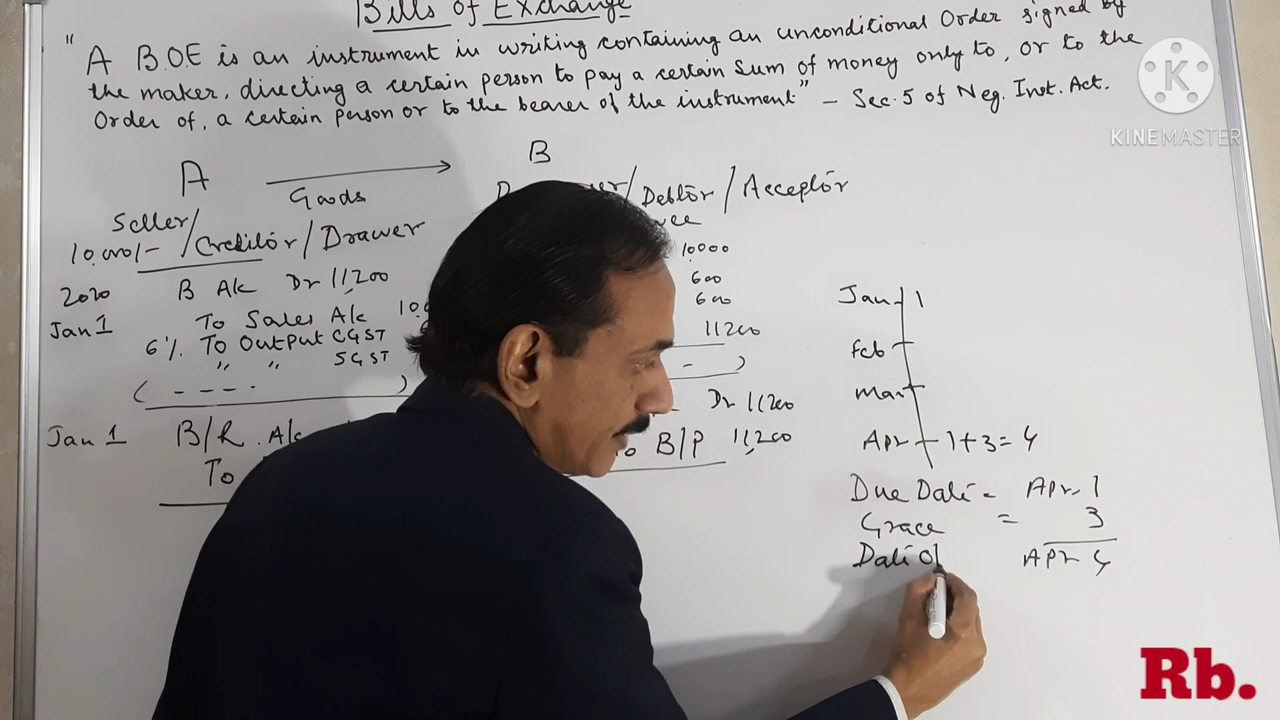 Bills of Exchange
" A B.O.E is an instrument in writing containing an unconditional Order signed by
the maker, directing a certain person to pay a certain Sum of money only to, or to the
Order of, a certain person or to the bearer of the instrument" - Sec. 5 of Neg. Inst. Act.
A B
Goods
Seller/ Debtor / Acceptor
10,000/- /Creditor / Drawer
10000
2020 B A/c Dr 11,200 600
Jan 1 To Sales A/c 600
6% To Output CGST 11200
" " SGST
( - - - . ) - )
Dr 11200
Jan 1 B/R A/c To B/P 11,200
To
Jan 1
Feb
Mar
Apr 1+3=4
Due Date = Apr 1
Grace = 3
Date of Apr 4
KINEMASTER
Rb.